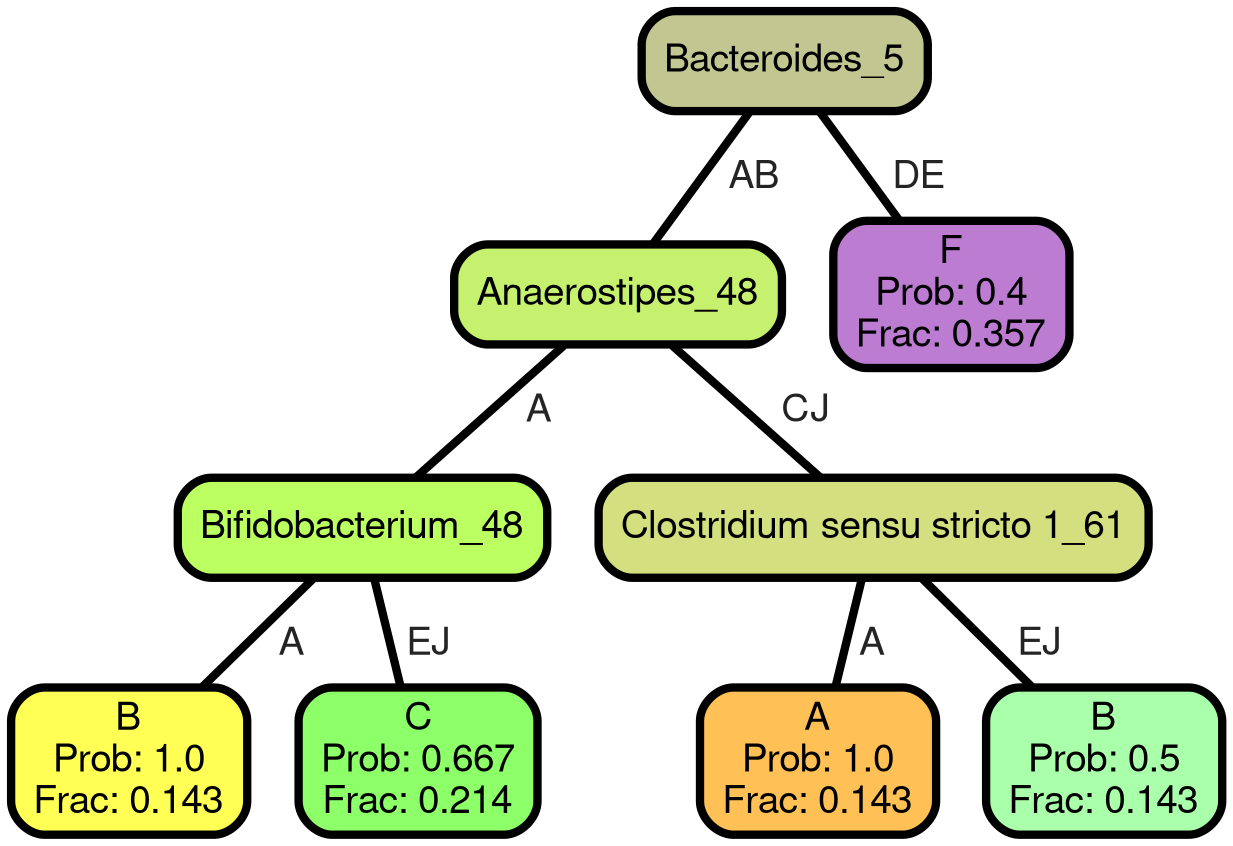 Bacteroides_5
AB
DE
Anaerostipes_48
F
Prob: 0.4
Frac: 0.357
A
CJ
Bifidobacterium_48
Clostridium sensu stricto 1_61
A
EJ
A
EJ
B
Prob: 1.0
Frac: 0.143
C
Prob: 0.667
Frac: 0.214
A
Prob: 1.0
Frac: 0.143
B
Prob: 0.5
Frac: 0.143